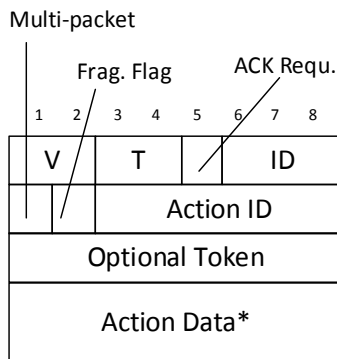 Multi-packet
Frag. Flag
ACK Requ.
1 2 3 4 5 6 7 8
V T ID
Action ID
Optional Token
Action Data*